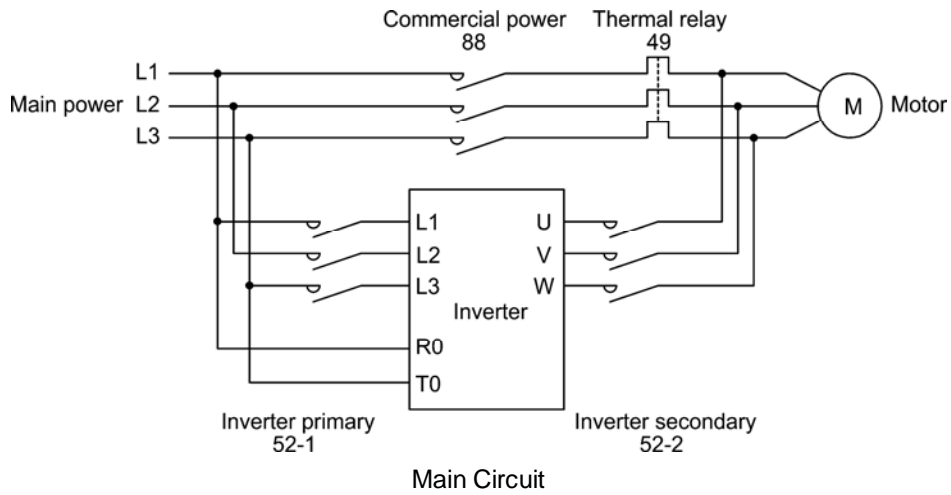 Commercial power
88
Thermal relay
49
L1
Main power L2
L3
M Motor
L1 U
L2 V
L3 W
Inverter
R0
T0
Inverter primary
52-1
Inverter secondary
52-2
Main Circuit